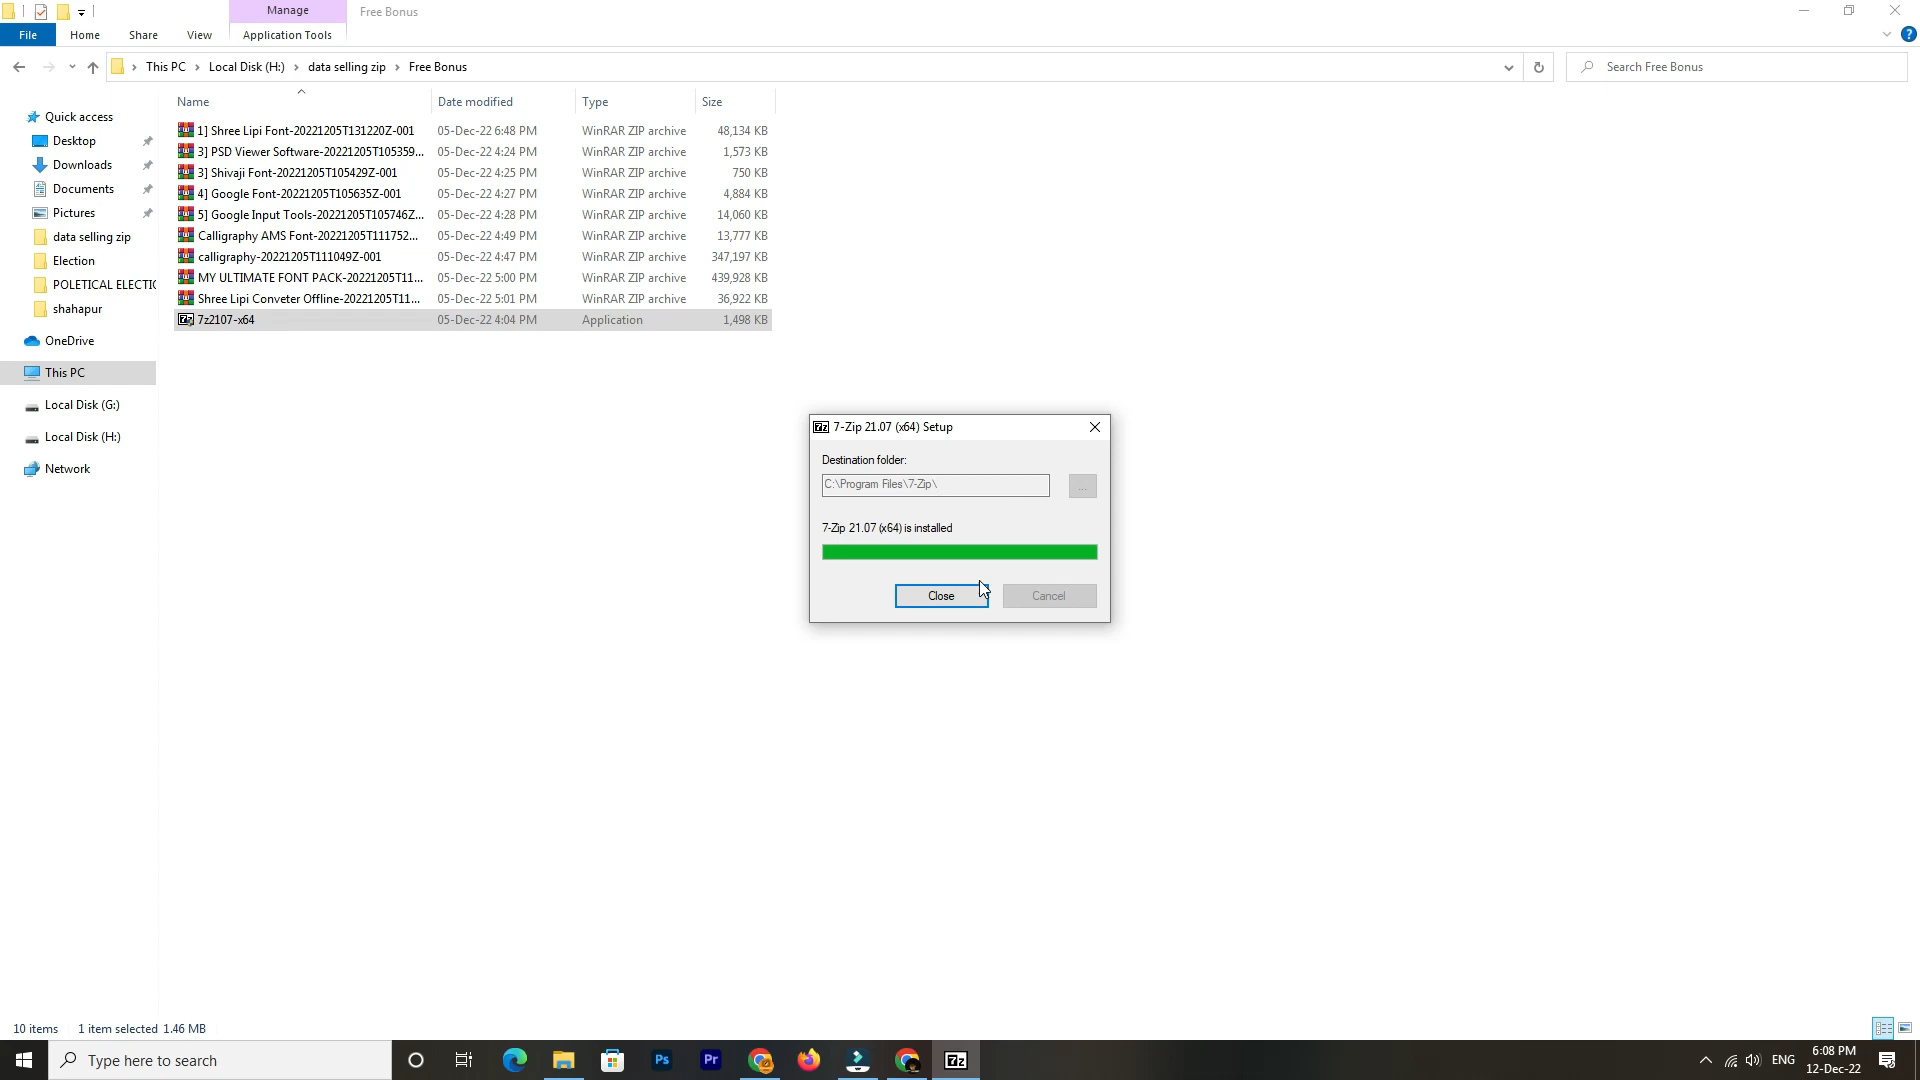 Manage
Free Bonus
File
Home
Share
View
Application Tools
This PC
Local Disk (H:)
data selling zip
Free Bonus
Search Free Bonus
Name
Date modified
Type
Size
Quick access
Desktop
Downloads
Documents
Pictures
data selling zip
Election
POLETICAL ELECTIC
shahapur
OneDrive
This PC
Local Disk (G:)
Local Disk (H:)
Network
1] Shree Lipi Font-20221205T131220Z-001 05-Dec-22 6:48 PM WinRAR ZIP archive 48,134 KB
3] PSD Viewer Software-20221205T105359... 05-Dec-22 4:24 PM WinRAR ZIP archive 1,573 KB
3] Shivaji Font-20221205T105429Z-001 05-Dec-22 4:25 PM WinRAR ZIP archive 750 KB
4] Google Font-20221205T105635Z-001 05-Dec-22 4:27 PM WinRAR ZIP archive 4,884 KB
5] Google Input Tools-20221205T105746Z... 05-Dec-22 4:28 PM WinRAR ZIP archive 14,060 KB
Calligraphy AMS Font-20221205T111752... 05-Dec-22 4:49 PM WinRAR ZIP archive 13,777 KB
calligraphy-20221205T111049Z-001 05-Dec-22 4:47 PM WinRAR ZIP archive 347,197 KB
MY ULTIMATE FONT PACK-20221205T11... 05-Dec-22 5:00 PM WinRAR ZIP archive 439,928 KB
Shree Lipi Conveter Offline-20221205T11... 05-Dec-22 5:01 PM WinRAR ZIP archive 36,922 KB
7z2107-x64 05-Dec-22 4:04 PM Application 1,498 KB
7-Zip 21.07 (x64) Setup
Destination folder:
C:\Program Files\7-Zip\
...
7-Zip 21.07 (x64) is installed
Close
Cancel
10 items
1 item selected 1.46 MB
Type here to search
Ps
Pr
7z
ENG
6:08 PM
12-Dec-22